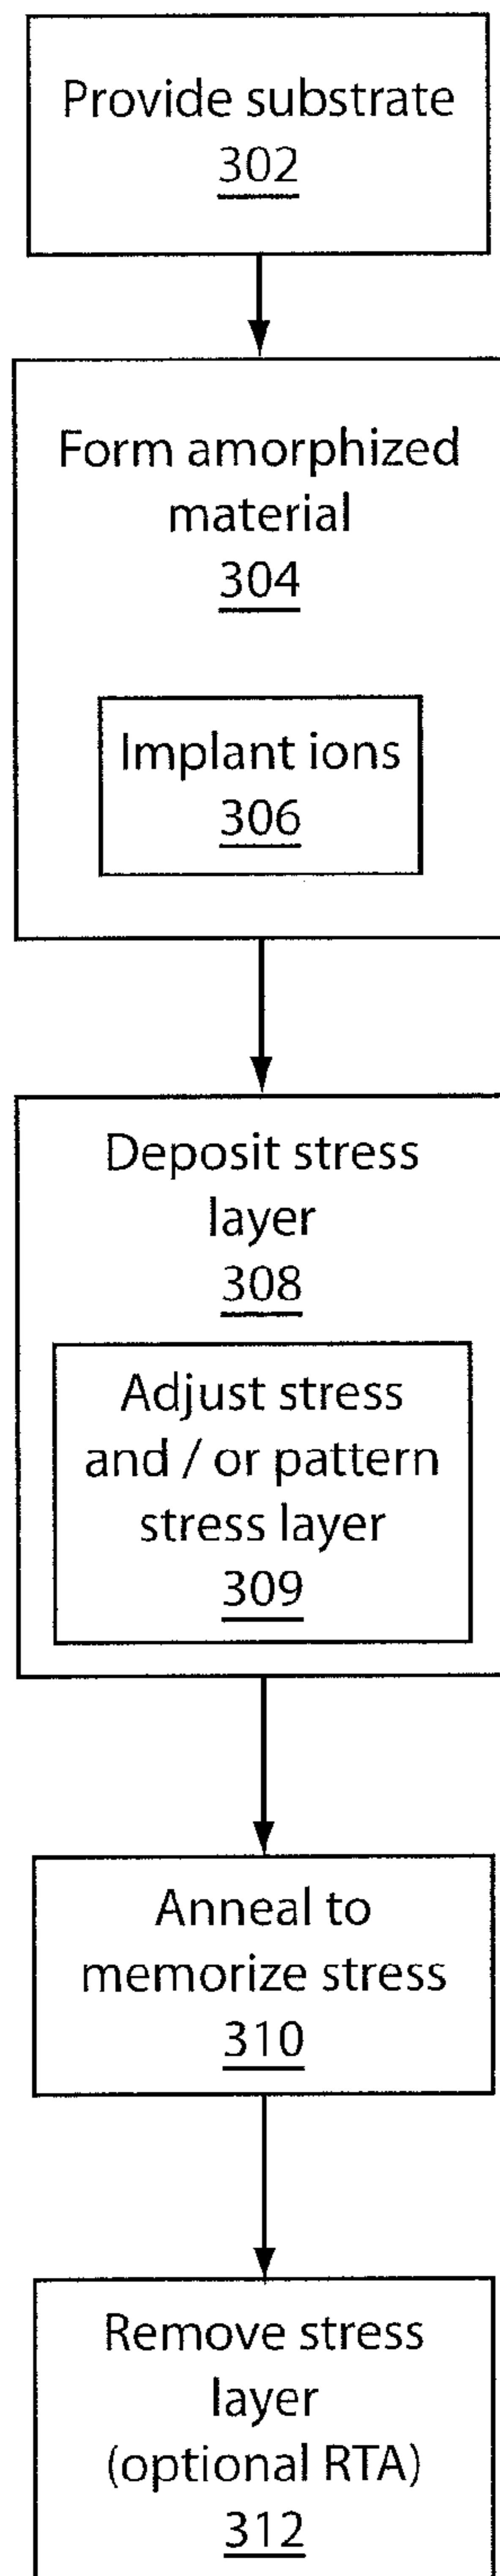 Provide substrate
302
Form amorphized
material
304
Implant ions
306
Deposit stress
layer
308
Adjust stress
and / or pattern
stress layer
309
Anneal to
memorize stress
310
Remove stress
layer
(optional RTA)
312